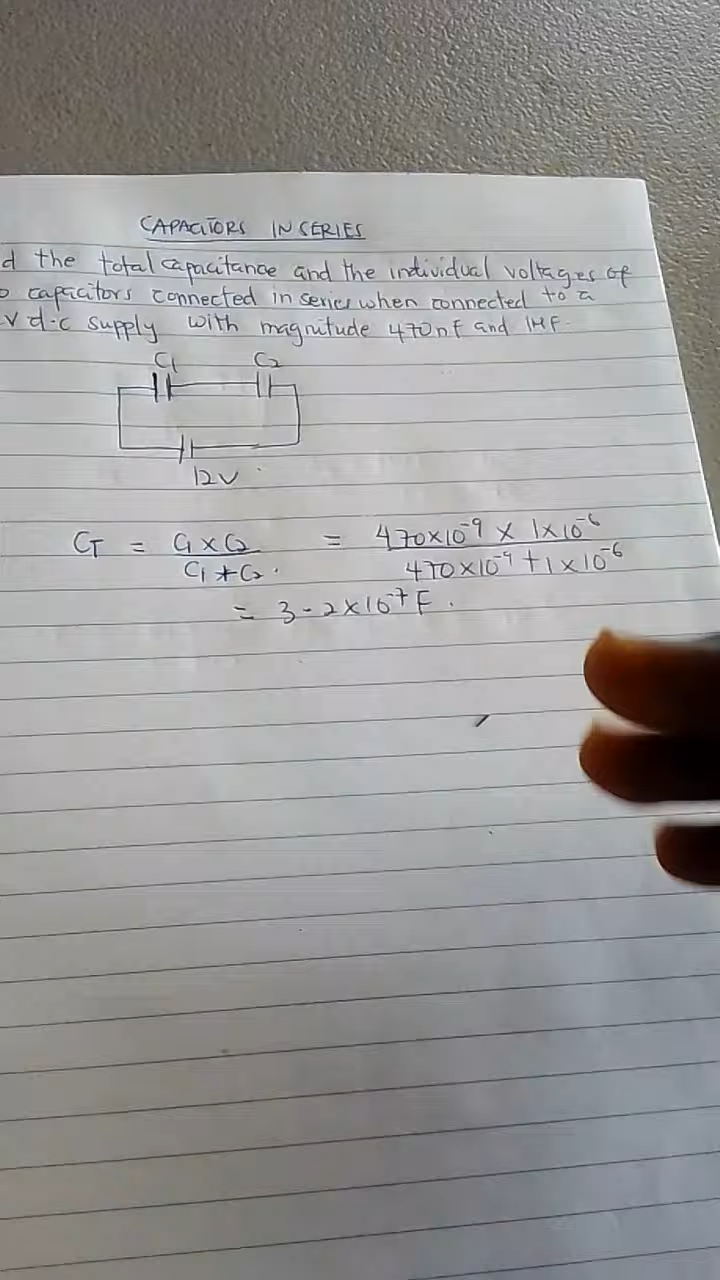 CAPACITORS IN SERIES
d the total capacitance and the individual voltages of
o capacitors connected in series when connected to a
v d.c supply with magnitude 470nF and 1μF.
C1 C2
12V
CT = C1 x C2 / C1 + C2 . = 470x10^-9 x 1x10^-6 / 470x10^-9 + 1x10^-6
= 3.2x10^-7 F.